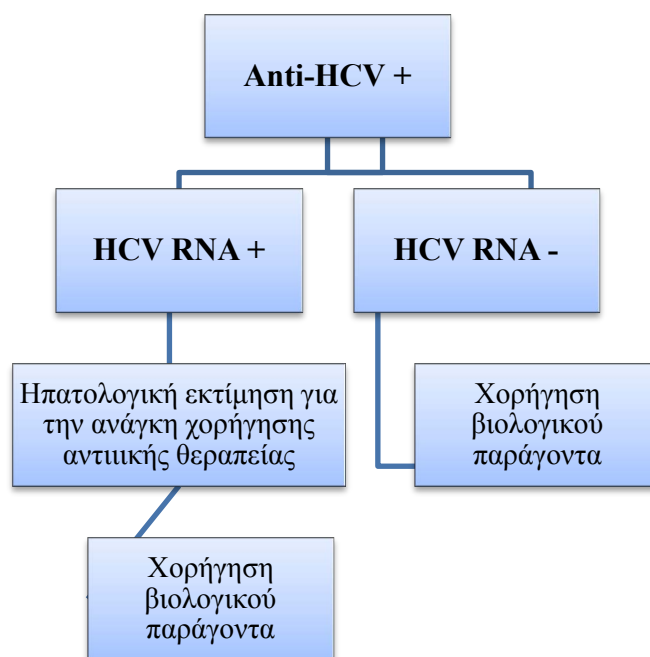 Anti-HCV +
HCV RNA +
HCV RNA -
Ηπατολογική εκτίμηση για
την ανάγκη χορήγησης
αντιιικής θεραπείας
Χορήγηση
βιολογικού
παράγοντα
Χορήγηση
βιολογικού
παράγοντα